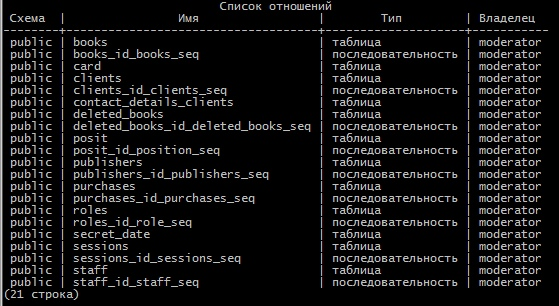 Список отношений
Схема | Имя | Тип | Владелец
--------+------------------------------------+--------------------+-----------
public | books | таблица | moderator
public | books_id_books_seq | последовательность | moderator
public | card | таблица | moderator
public | clients | таблица | moderator
public | clients_id_clients_seq | последовательность | moderator
public | contact_details_clients | таблица | moderator
public | deleted_books | таблица | moderator
public | deleted_books_id_deleted_books_seq | последовательность | moderator
public | posit | таблица | moderator
public | posit_id_position_seq | последовательность | moderator
public | publishers | таблица | moderator
public | publishers_id_publishers_seq | последовательность | moderator
public | purchases | таблица | moderator
public | purchases_id_purchases_seq | последовательность | moderator
public | roles | таблица | moderator
public | roles_id_role_seq | последовательность | moderator
public | secret_date | таблица | moderator
public | sessions | таблица | moderator
public | sessions_id_sessions_seq | последовательность | moderator
public | staff | таблица | moderator
public | staff_id_staff_seq | последовательность | moderator
(21 строка)